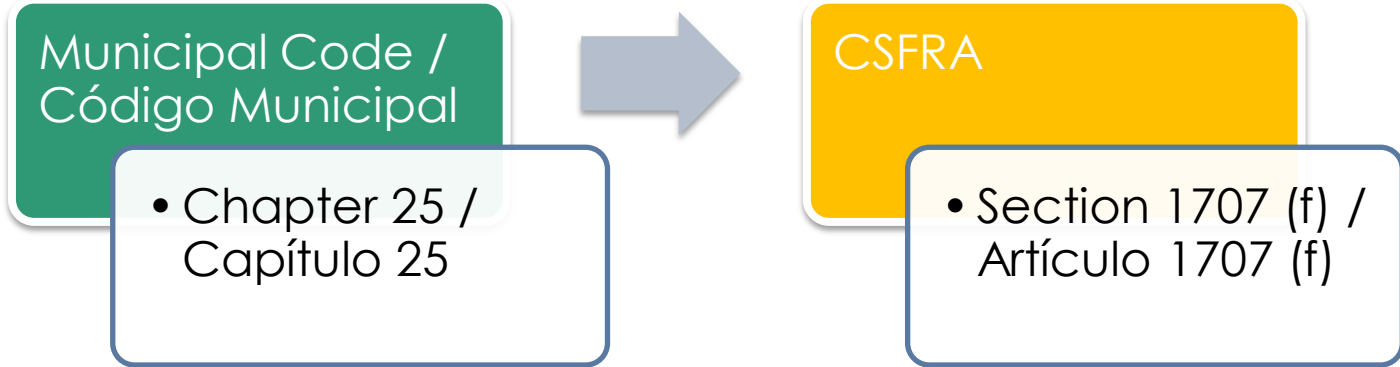 Municipal Code /
Código Municipal
• Chapter 25 /
Capítulo 25
CSFRA
• Section 1707 (f) /
Artículo 1707 (f)